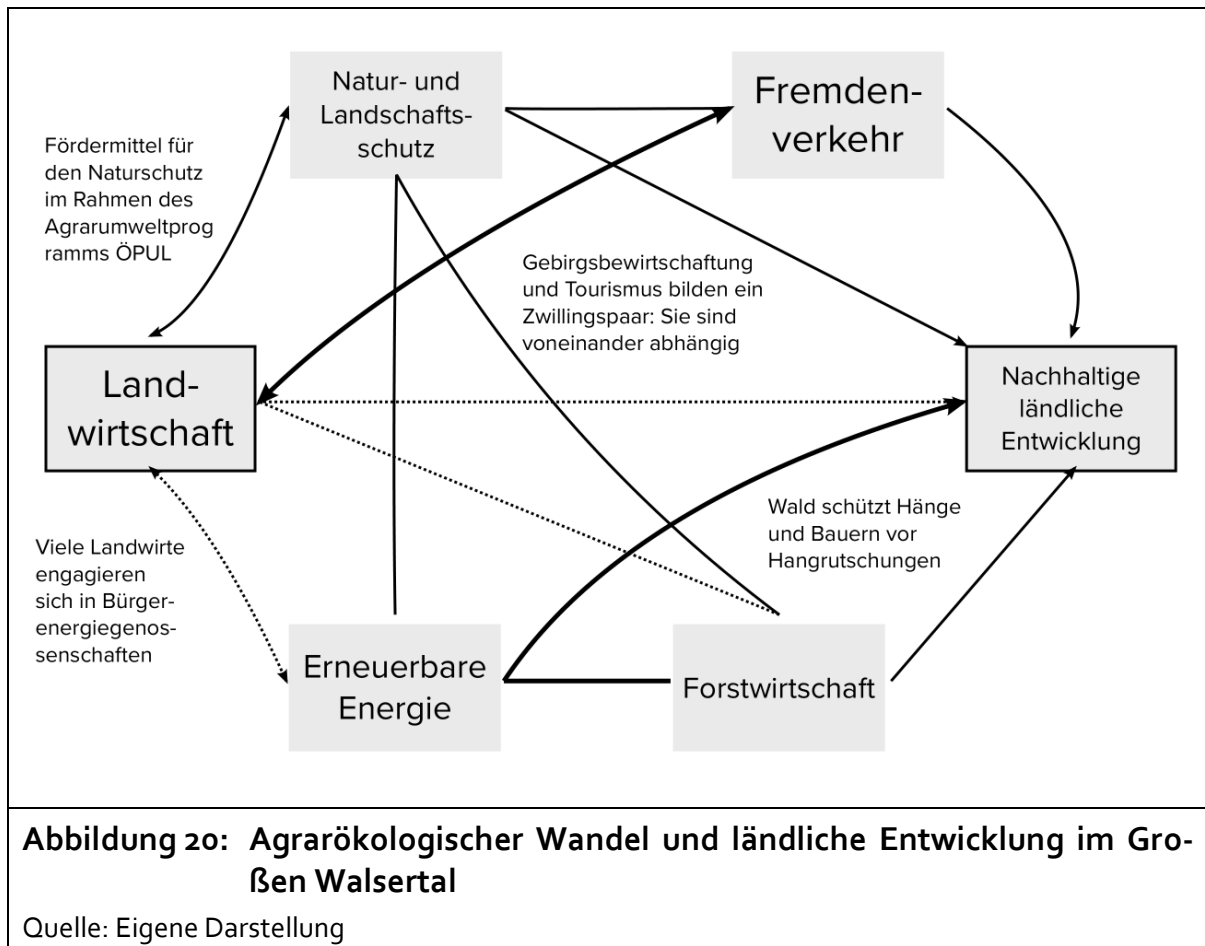 Natur- und
Landschafts-
schutz
Fremden-
verkehr
Fördermittel für
den Naturschutz
im Rahmen des
Agrarumweltprog
ramms ÖPUL
Gebirgsbewirtschaftung
und Tourismus bilden ein
Zwillingspaar: Sie sind
voneinander abhängig
Land-
wirtschaft
Nachhaltige
ländliche
Entwicklung
Wald schützt Hänge
und Bauern vor
Hangrutschungen
Viele Landwirte
engagieren
sich in Bürger-
energiegenos-
senschaften
Erneuerbare
Energie
Forstwirtschaft
Abbildung 20: Agrarökologischer Wandel und ländliche Entwicklung im Gro-
ßen Walsertal
Quelle: Eigene Darstellung